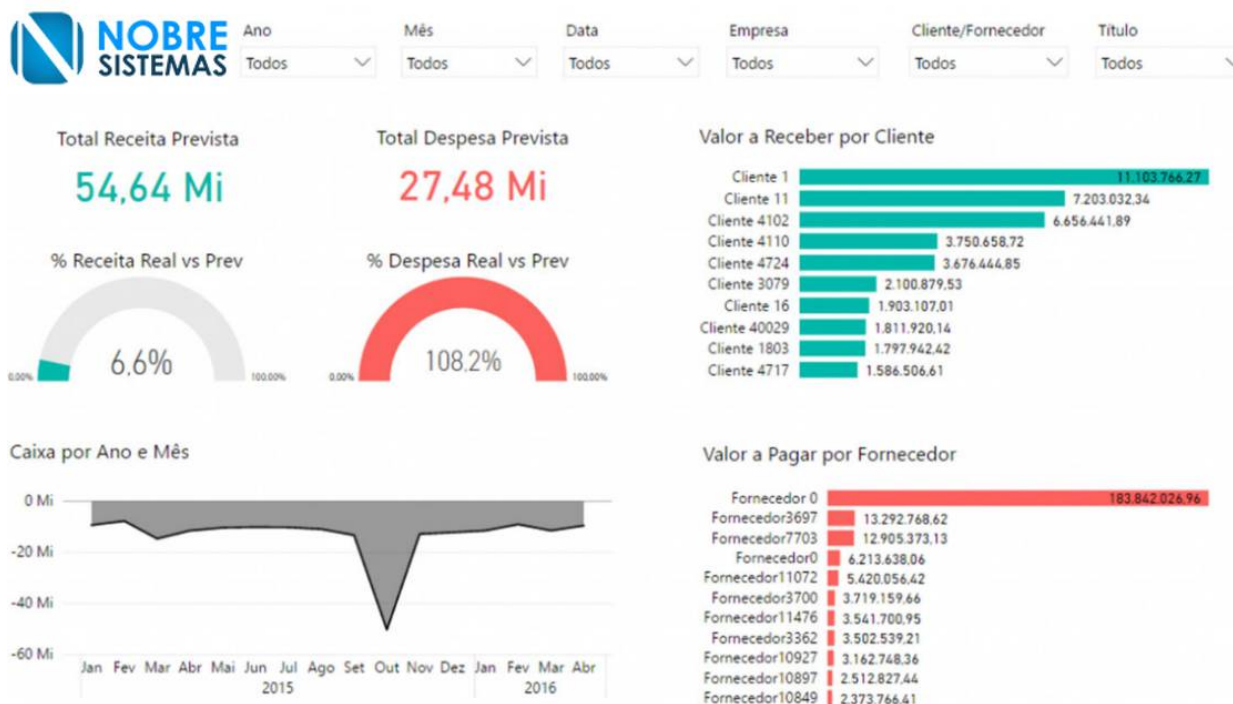 NOBRE
SISTEMAS
Ano
Todos
Mês
Todos
Data
Todos
Empresa
Todos
Cliente/Fornecedor
Todos
Título
Todos
Total Receita Prevista
54,64 Mi
Total Despesa Prevista
27,48 Mi
% Receita Real vs Prev
6,6%
0,00%
100,00%
% Despesa Real vs Prev
108,2%
0,00%
100,00%
Valor a Receber por Cliente
Cliente 1 11.103.766,27
Cliente 11 7.203.032,34
Cliente 4102 6.656.441,89
Cliente 4110 3.750.658,72
Cliente 4724 3.676.444,85
Cliente 3079 2.100.879,53
Cliente 16 1.903.107,01
Cliente 40029 1.811.920,14
Cliente 1803 1.797.942,42
Cliente 4717 1.586.506,61
Caixa por Ano e Mês
0 Mi
-20 Mi
-40 Mi
-60 Mi
Jan Fev Mar Abr Mai Jun Jul Ago Set Out Nov Dez Jan Fev Mar Abr
2015 2016
Valor a Pagar por Fornecedor
Fornecedor 0 183.842.026,96
Fornecedor3697 13.292.768,62
Fornecedor7703 12.905.373,13
Fornecedor0 6.213.638,06
Fornecedor11072 5.420.056,42
Fornecedor3700 3.719.159,66
Fornecedor11476 3.541.700,95
Fornecedor3362 3.502.539,21
Fornecedor10927 3.162.748,36
Fornecedor10897 2.512.827,44
Fornecedor10849 2.373.766,41